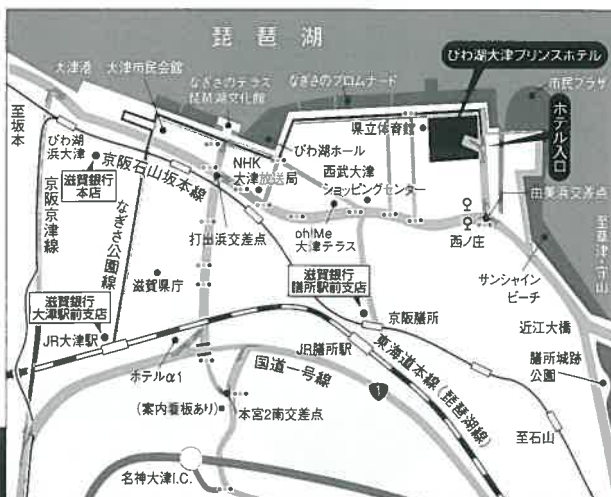 琵琶湖
びわ湖大津プリンスホテル
大津港
大津市民会館
なぎさのテラス
琵琶湖文化館
なぎさのプロムナード
市民プラザ
ホテル入口
至坂本
びわ湖
浜大津
滋賀銀行
本店
京阪石山坂本線
NHK
大津放送局
びわ湖ホール
県立体育館
西武大津
ショッピングセンター
由美浜交差点
京阪京津線
なぎさ公園線
打出浜交差点
oh!Me
大津テラス
西ノ庄
至草津・守山
滋賀県庁
滋賀銀行
膳所駅前支店
サンシャイン
ビーチ
滋賀銀行
大津駅前支店
JR大津駅
京阪膳所
近江大橋
JR膳所駅
膳所城跡
公園
ホテルα1
国道一号線
東海道本線(琵琶湖線)
1
(案内看板あり)
本宮2南交差点
至石山
名神大津I.C.